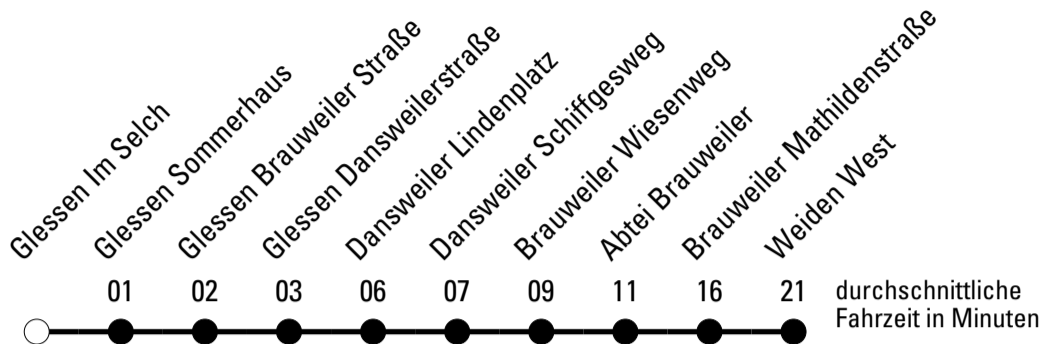 Glessen Im Selch
Glessen Sommerhaus
Glessen Brauweiler Straße
Glessen Dansweilerstraße
Dansweiler Lindenplatz
Dansweiler Schiffgesweg
Brauweiler Wiesenweg
Abtei Brauweiler
Brauweiler Mathildenstraße
Weiden West
01 02 03 06 07 09 11 16 21
durchschnittliche
Fahrzeit in Minuten